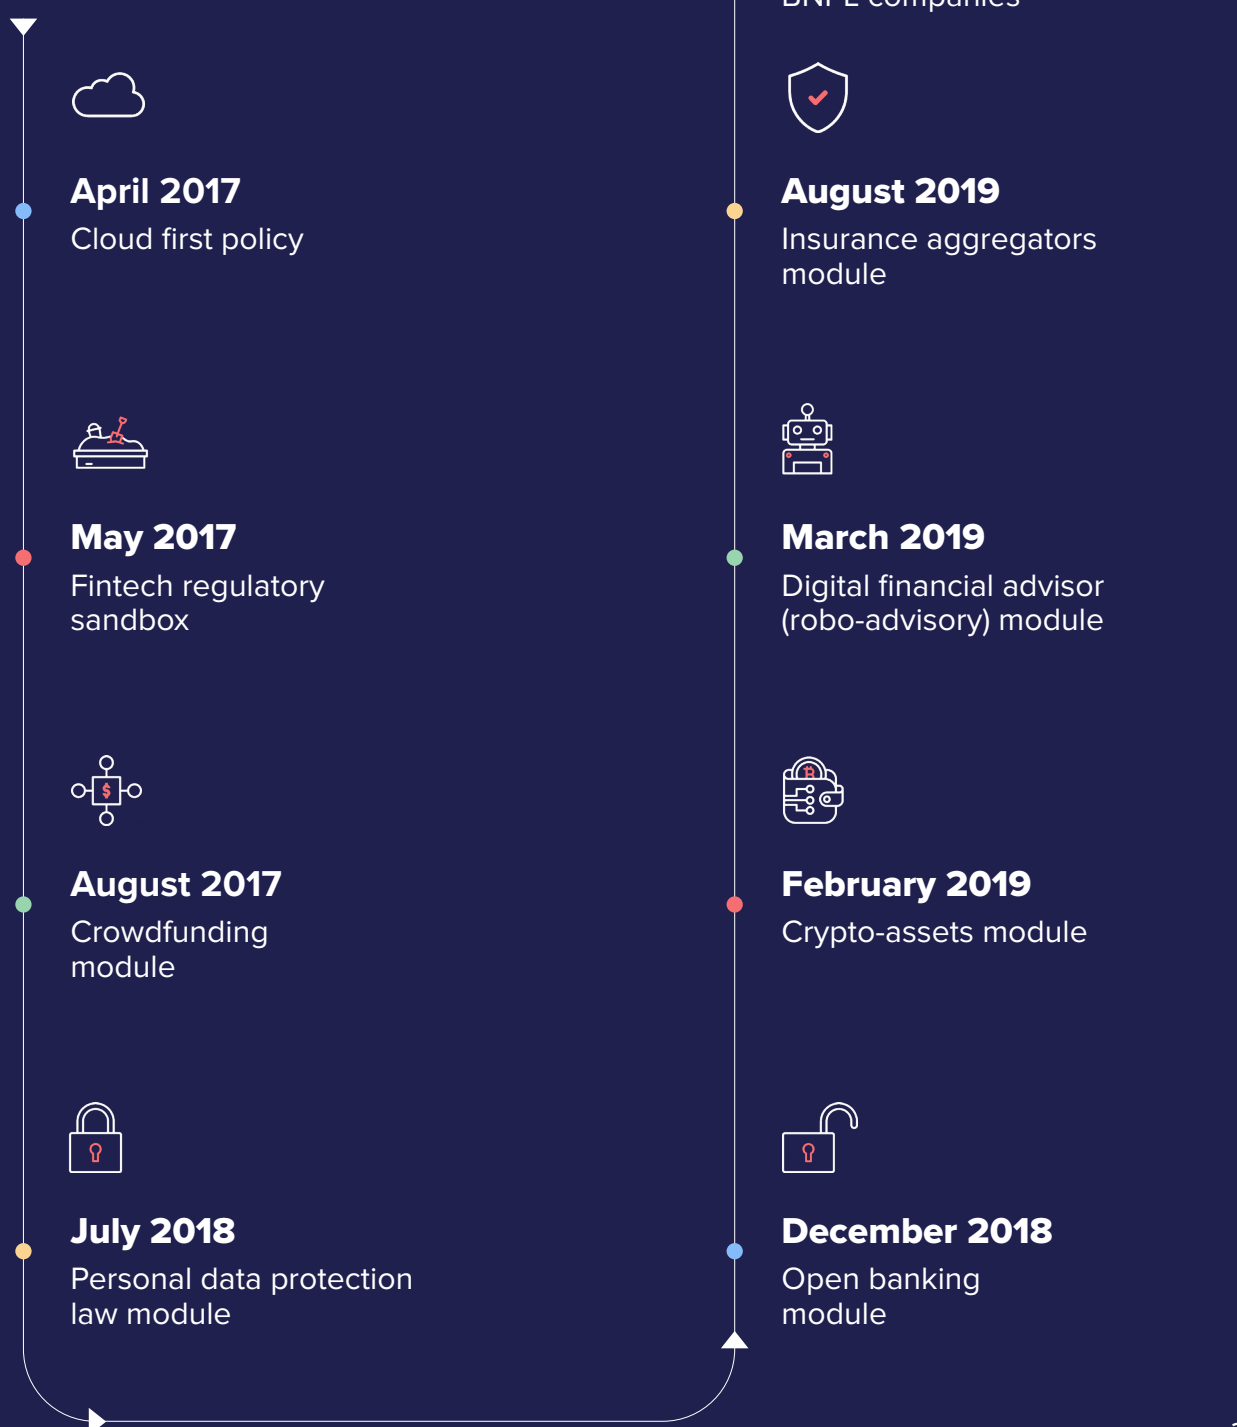 April 2017
Cloud first policy
May 2017
Fintech regulatory
sandbox
August 2017
Crowdfunding
module
July 2018
Personal data protection
law module
BNPL companies
August 2019
Insurance aggregators
module
March 2019
Digital financial advisor
(robo-advisory) module
February 2019
Crypto-assets module
December 2018
Open banking
module